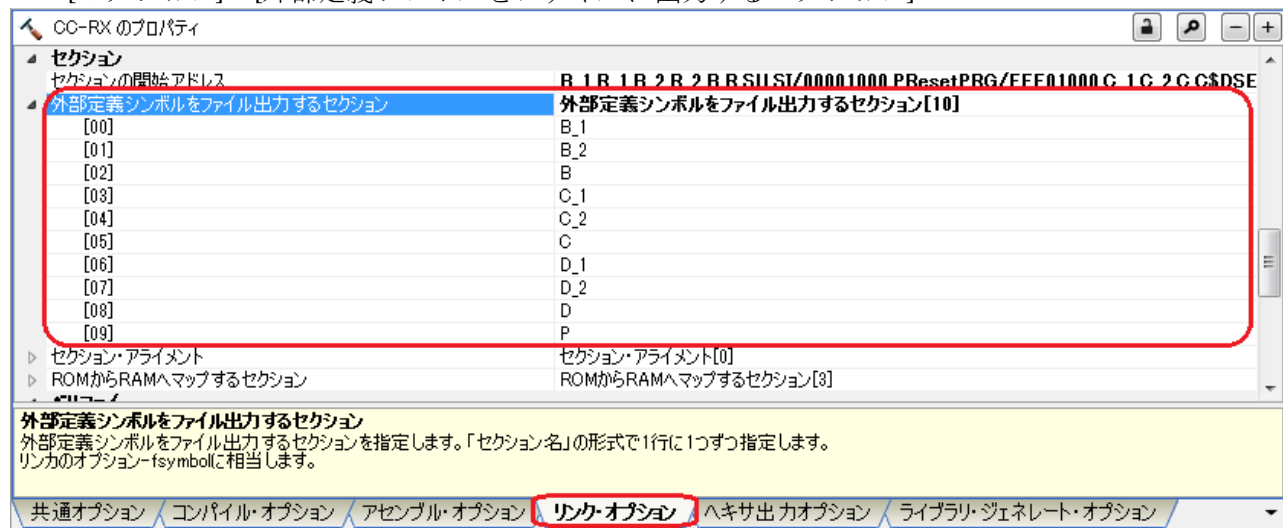 CC-RX のプロパティ
セクション
セクションの開始アドレス R_1,R_1,R_2,R_2,B,R,SU,SI/00001000,PResetPRG/FFF01000,C_1,C_2,C,C$DSE
外部定義シンボルをファイル出力するセクション 外部定義シンボルをファイル出力するセクション[10]
[00] B_1
[01] B_2
[02] B
[03] C_1
[04] C_2
[05] C
[06] D_1
[07] D_2
[08] D
[09] P
セクション・アライメント セクション・アライメント[0]
ROMからRAMへマップするセクション ROMからRAMへマップするセクション[3]
外部定義シンボルをファイル出力するセクション
外部定義シンボルをファイル出力するセクションを指定します。「セクション名」の形式で1行に1つずつ指定します。
リンカのオプション-fsymbolに相当します。
共通オプション コンパイル・オプション アセンブル・オプション リンク・オプション ヘキサ出力オプション ライブラリ・ジェネレート・オプション